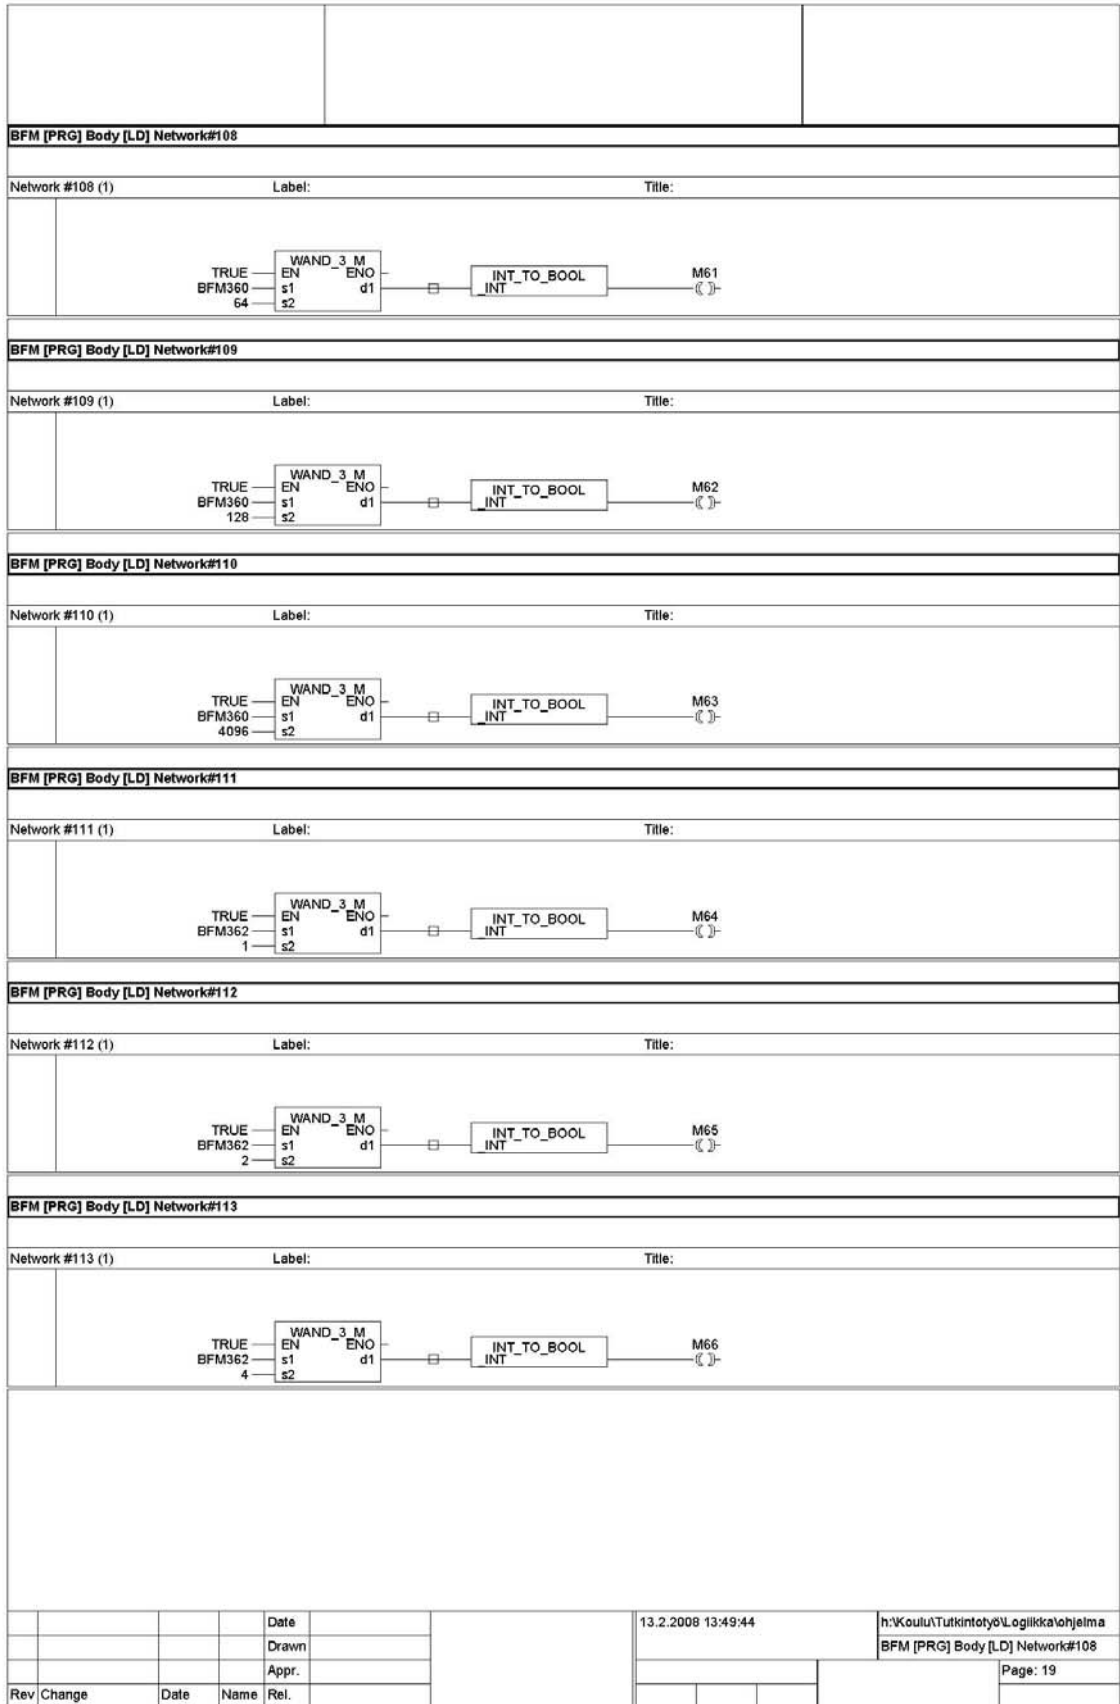 BFM [PRG] Body [LD] Network#108
Network #108 (1) Label: Title:
WAND_3_M
TRUE EN ENO INT_TO_BOOL M61
BFM360 s1 d1 _INT
64 s2
BFM [PRG] Body [LD] Network#109
Network #109 (1) Label: Title:
WAND_3_M
TRUE EN ENO INT_TO_BOOL M62
BFM360 s1 d1 _INT
128 s2
BFM [PRG] Body [LD] Network#110
Network #110 (1) Label: Title:
WAND_3_M
TRUE EN ENO INT_TO_BOOL M63
BFM360 s1 d1 _INT
4096 s2
BFM [PRG] Body [LD] Network#111
Network #111 (1) Label: Title:
WAND_3_M
TRUE EN ENO INT_TO_BOOL M64
BFM362 s1 d1 _INT
1 s2
BFM [PRG] Body [LD] Network#112
Network #112 (1) Label: Title:
WAND_3_M
TRUE EN ENO INT_TO_BOOL M65
BFM362 s1 d1 _INT
2 s2
BFM [PRG] Body [LD] Network#113
Network #113 (1) Label: Title:
WAND_3_M
TRUE EN ENO INT_TO_BOOL M66
BFM362 s1 d1 _INT
4 s2
Date 13.2.2008 13:49:44 h:\Koulu\Tutkintotyö\Logiikka\ohjelma
Drawn BFM [PRG] Body [LD] Network#108
Appr. Page: 19
Rev Change Date Name Rel.